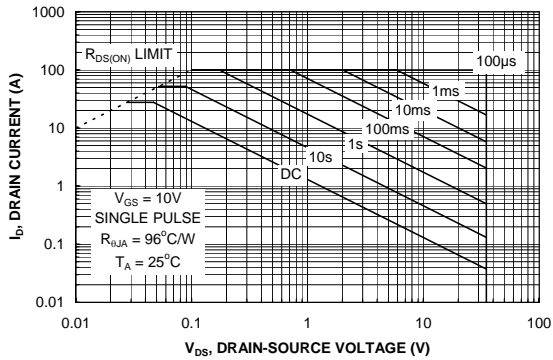 1000
100
10
1
0.1
0.01
I_D, DRAIN CURRENT (A)
R_DS(ON) LIMIT
100µs
1ms
10ms
100ms
1s
10s
DC
V_GS = 10V
SINGLE PULSE
R_θJA = 96°C/W
T_A = 25°C
0.01 0.1 1 10 100
V_DS, DRAIN-SOURCE VOLTAGE (V)